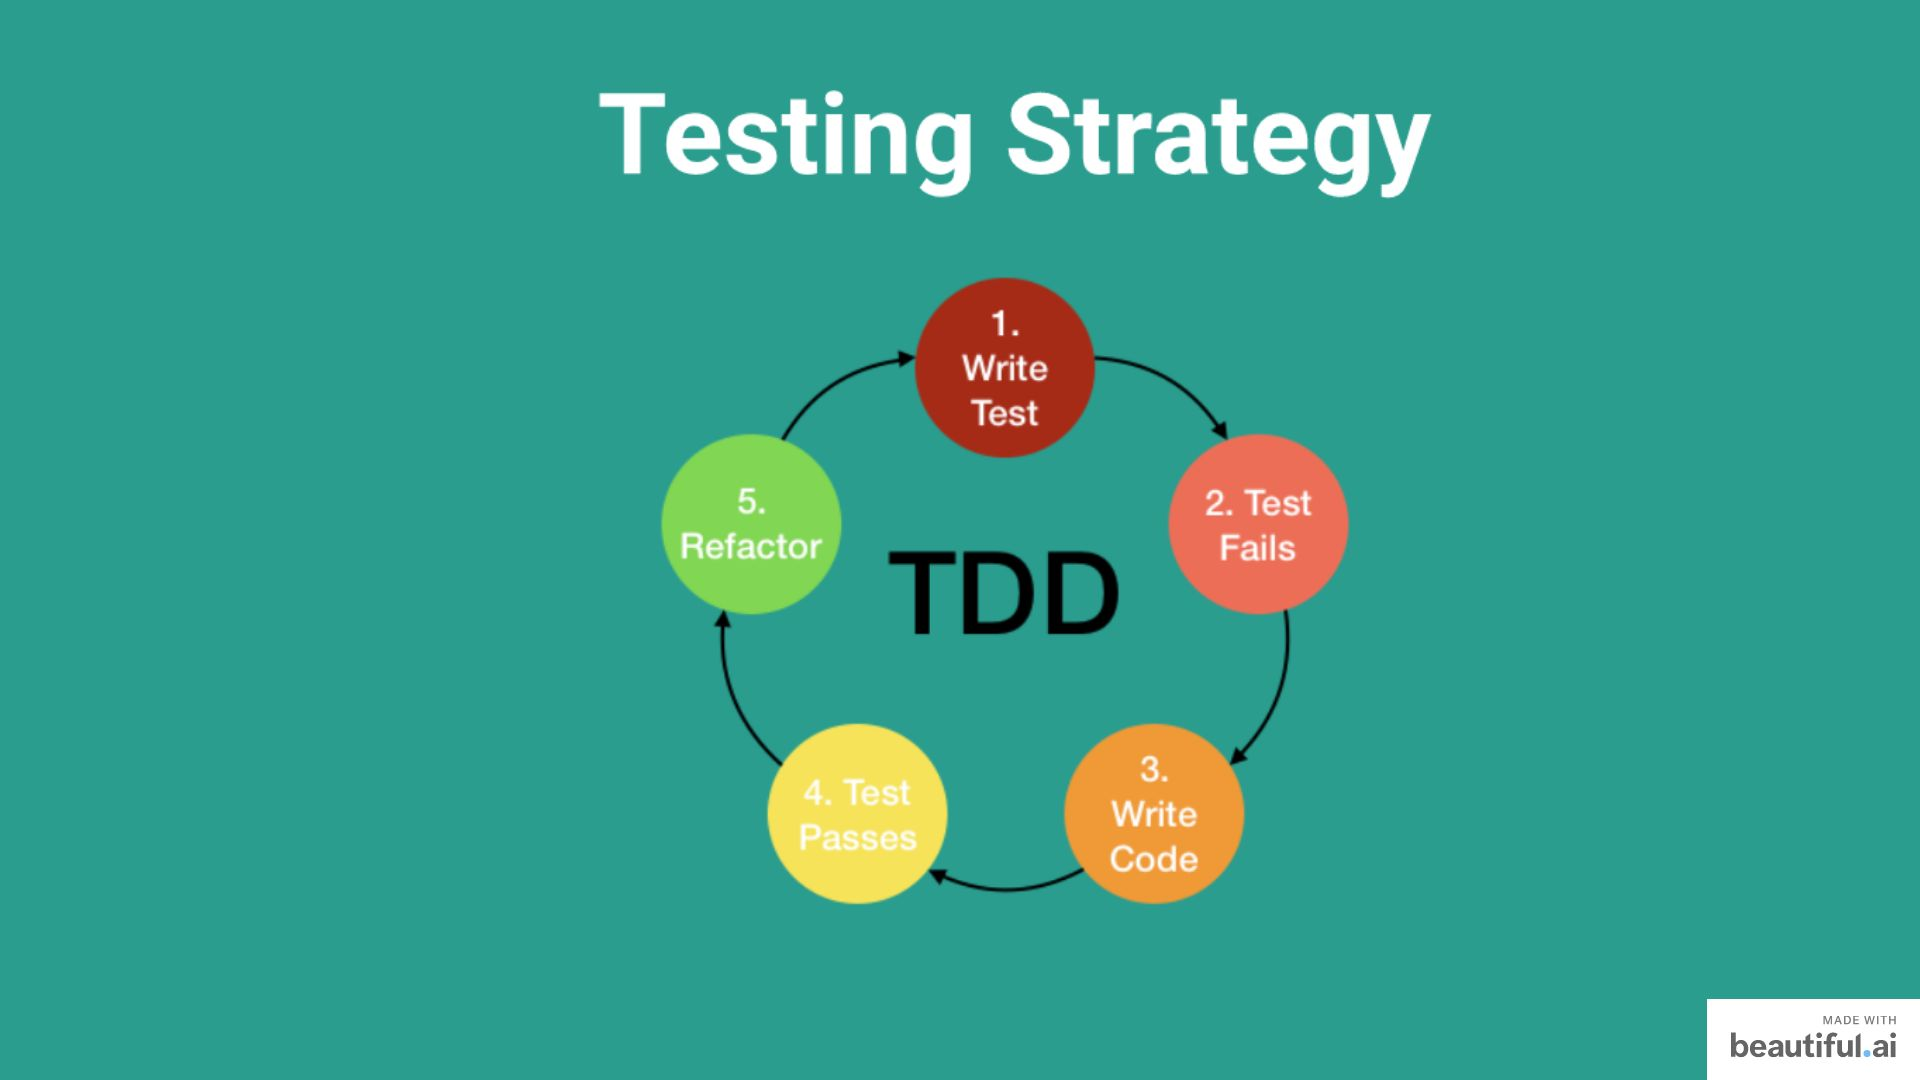 Testing Strategy
1.
Write
Test
2. Test
Fails
TDD
3.
Write
Code
4. Test
Passes
5.
Refactor
MADE WITH
beautiful.ai